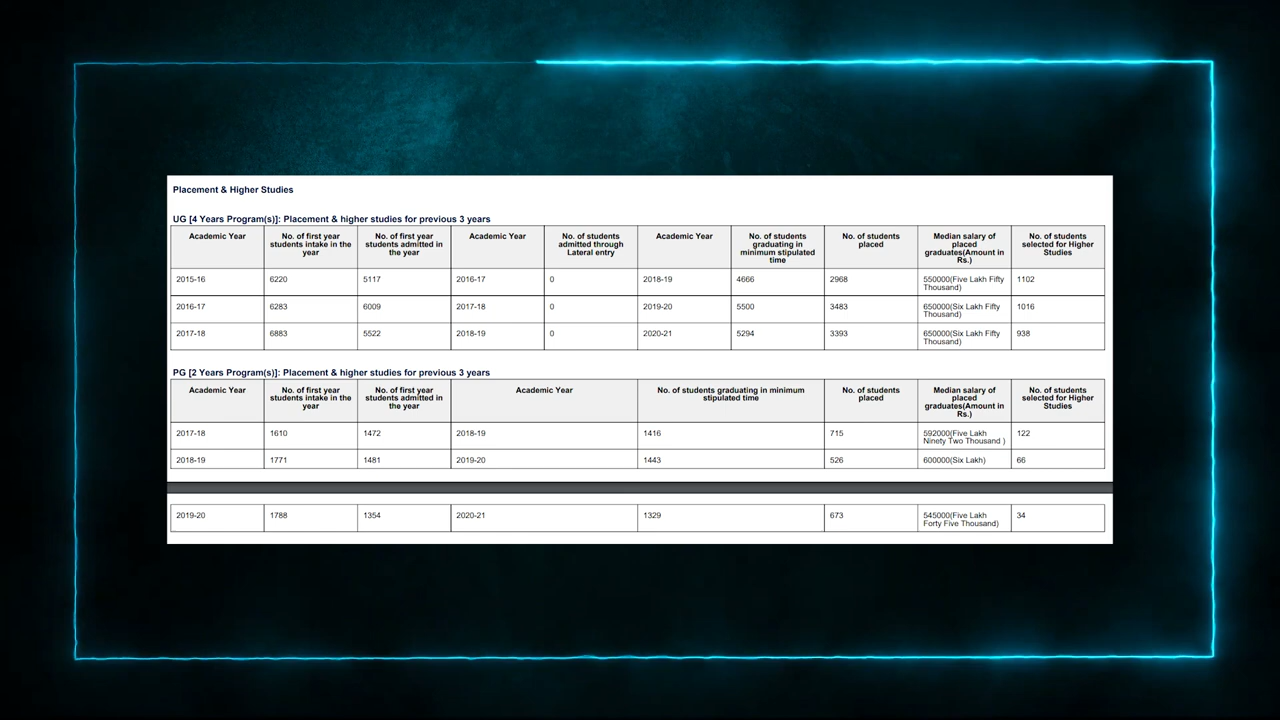 Placement & Higher Studies
UG [4 Years Program(s)]: Placement & higher studies for previous 3 years
Academic Year
No. of first year
students intake in the
year
No. of first year
students admitted in
the year
Academic Year
No. of students
admitted through
Lateral entry
Academic Year
No. of students
graduating in
minimum stipulated
time
No. of students
placed
Median salary of
placed
graduates(Amount in
Rs.)
No. of students
selected for Higher
Studies
2015-16 6220 5117 2016-17 0 2018-19 4666 2968 550000(Five Lakh Fifty
Thousand) 1102
2016-17 6283 6009 2017-18 0 2019-20 5500 3483 650000(Six Lakh Fifty
Thousand) 1016
2017-18 6883 5522 2018-19 0 2020-21 5294 3393 650000(Six Lakh Fifty
Thousand) 938
PG [2 Years Program(s)]: Placement & higher studies for previous 3 years
Academic Year
No. of first year
students intake in the
year
No. of first year
students admitted in
the year
Academic Year
No. of students graduating in minimum
stipulated time
No. of students
placed
Median salary of
placed
graduates(Amount in
Rs.)
No. of students
selected for Higher
Studies
2017-18 1610 1472 2018-19 1416 715 592000(Five Lakh
Ninety Two Thousand ) 122
2018-19 1771 1481 2019-20 1443 526 600000(Six Lakh) 66
2019-20 1788 1354 2020-21 1329 673 545000(Five Lakh
Forty Five Thousand) 34